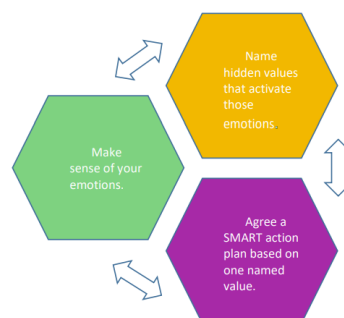 Name
hidden values
that activate
those
emotions.
Make
sense of your
emotions.
Agree a
SMART action
plan based on
one named
value.